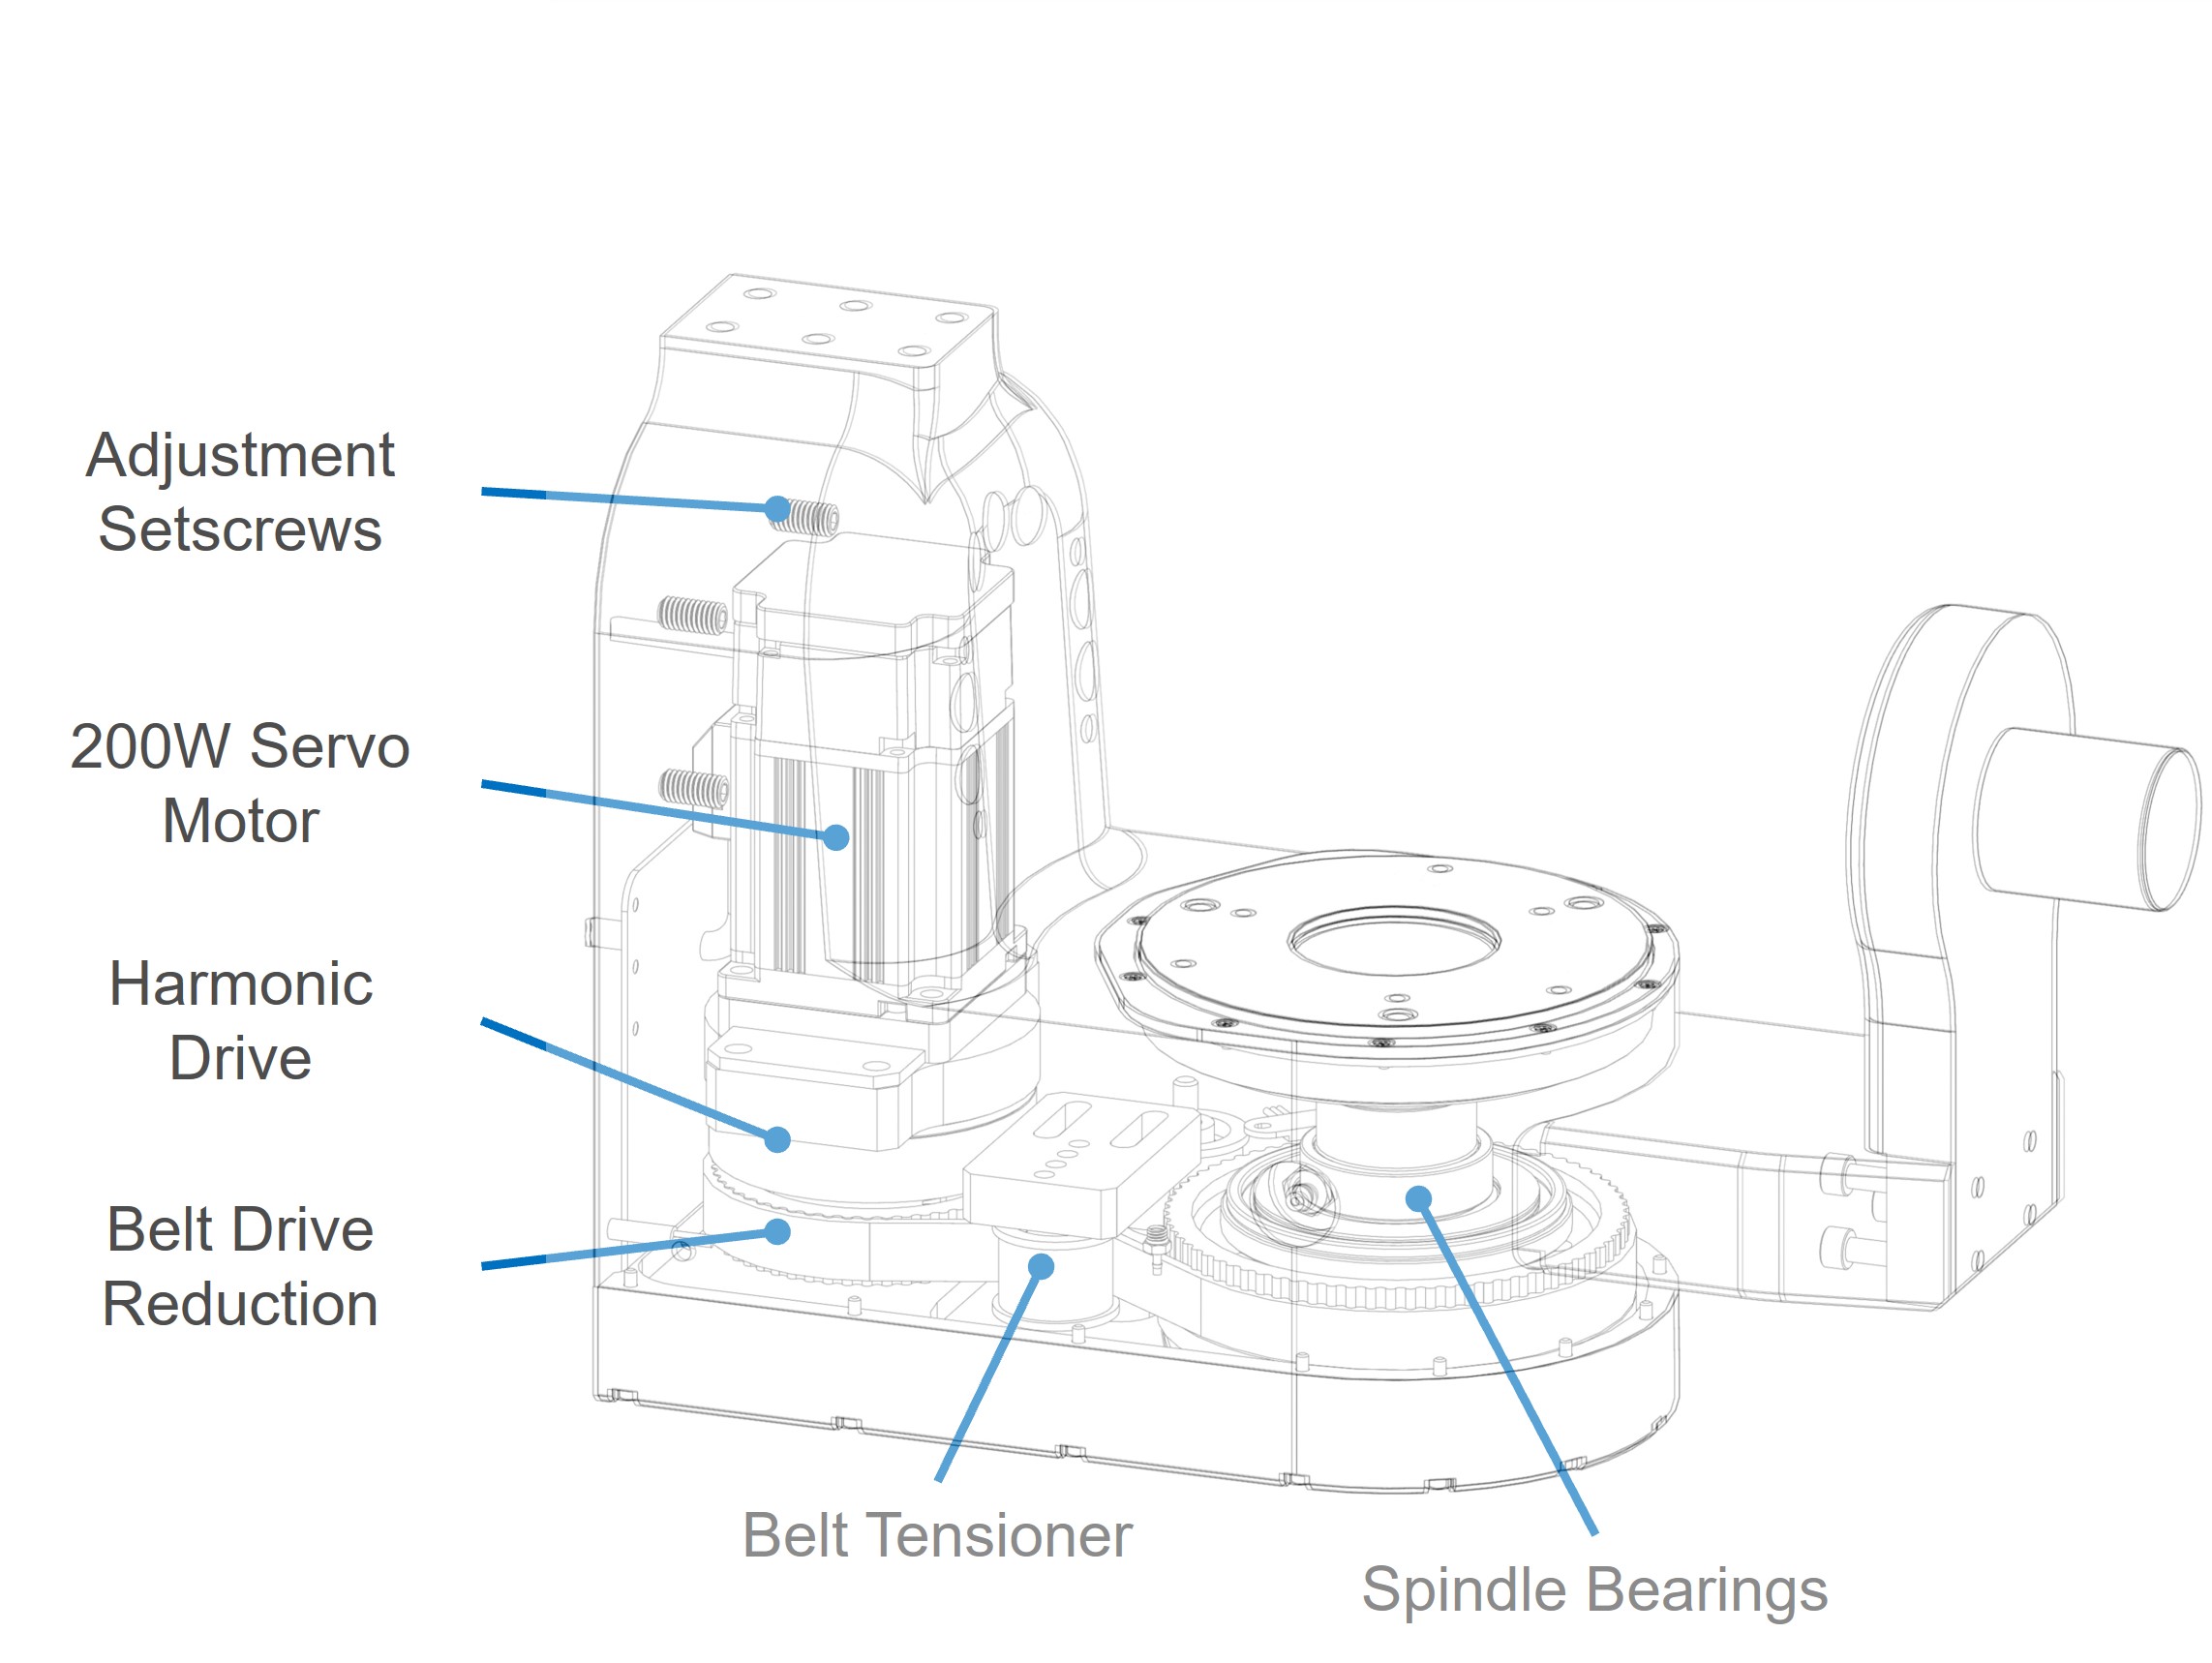 Adjustment
Setscrews
200W Servo
Motor
Harmonic
Drive
Belt Drive
Reduction
Belt Tensioner
Spindle Bearings